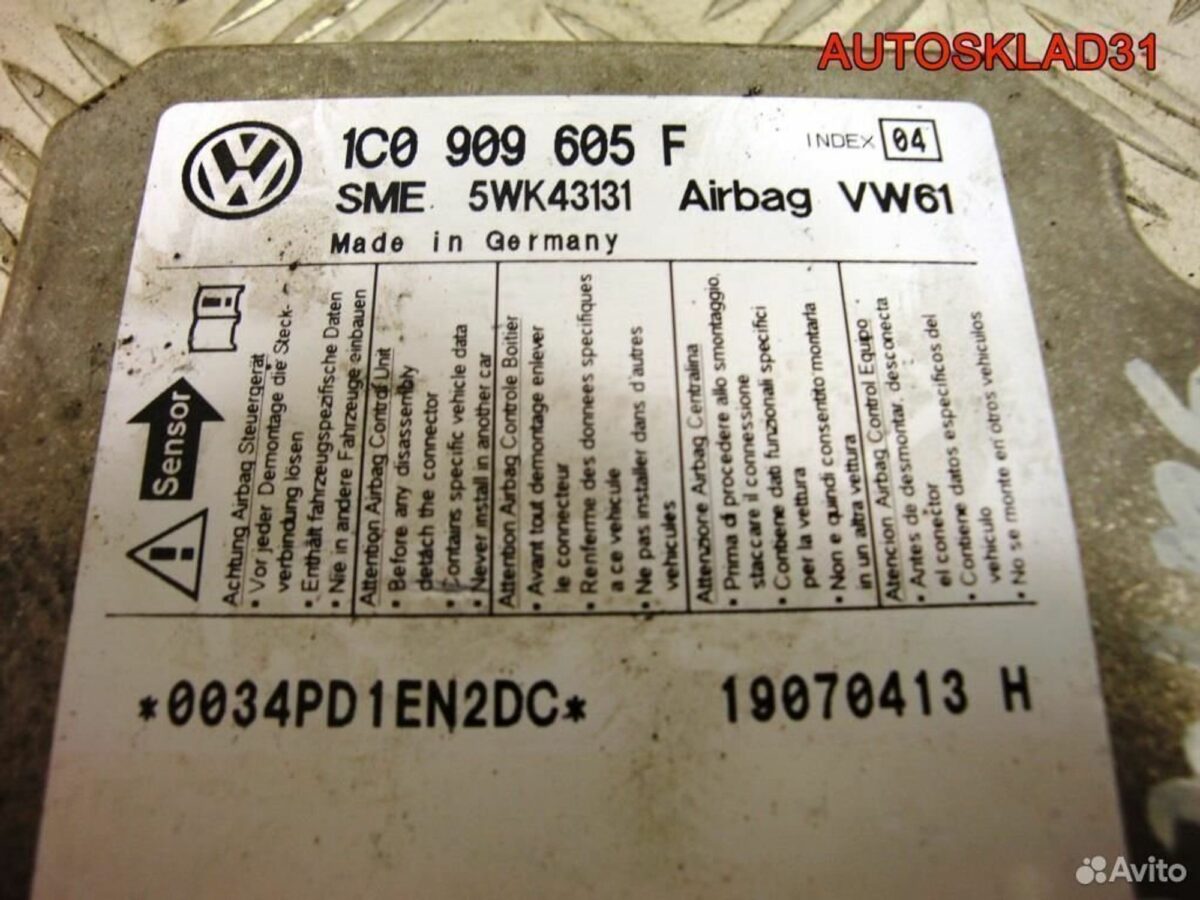 AUTOSKLAD31
1C0 909 605 F
INDEX 04
SME 5WK43131 Airbag VW61
Made in Germany
Sensor
Achtung Airbag Steuergerät
• Vor jeder Demontage die Steck-
verbindung lösen
• Enthält fahrzeugspezifische Daten
• Nie in andere Fahrzeuge einbauen
Attention Airbag Control Unit
• Before any disassembly
detach the connector
• Contains specific vehicle data
• Never install in another car
Attention Airbag Controle Boitier
• Avant tout demontage enlever
le connecteur
• Renferme des donnees specifiques
a ce vehicule
• Ne pas installer dans d'autres
vehicules
Attenzione Airbag Centralina
• Prima di procedere allo smontaggio,
staccare il connessione
• Contiene dati funzionali specifici
per la vettura
• Non e quindi consentito montarla
in un altra vettura
Atencion Airbag Control Equipo
• Antes de desmontar, desconecta
el conector
• Contiene datos especificos del
vehiculo
• No se monte en otros vehiculos
*0034PD1EN2DC*
19070413 H
Avito